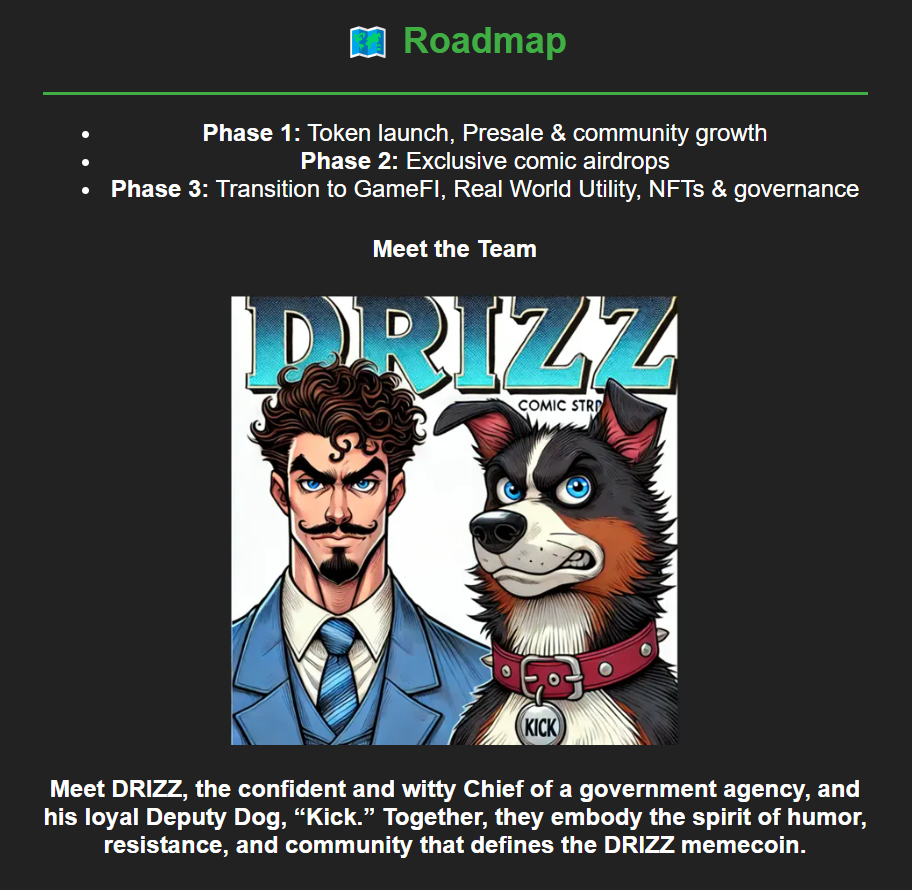 Roadmap
Phase 1: Token launch, Presale & community growth
Phase 2: Exclusive comic airdrops
Phase 3: Transition to GameFI, Real World Utility, NFTs & governance
Meet the Team
DRIZZ
COMIC STRP
KICK
Meet DRIZZ, the confident and witty Chief of a government agency, and
his loyal Deputy Dog, “Kick.” Together, they embody the spirit of humor,
resistance, and community that defines the DRIZZ memecoin.